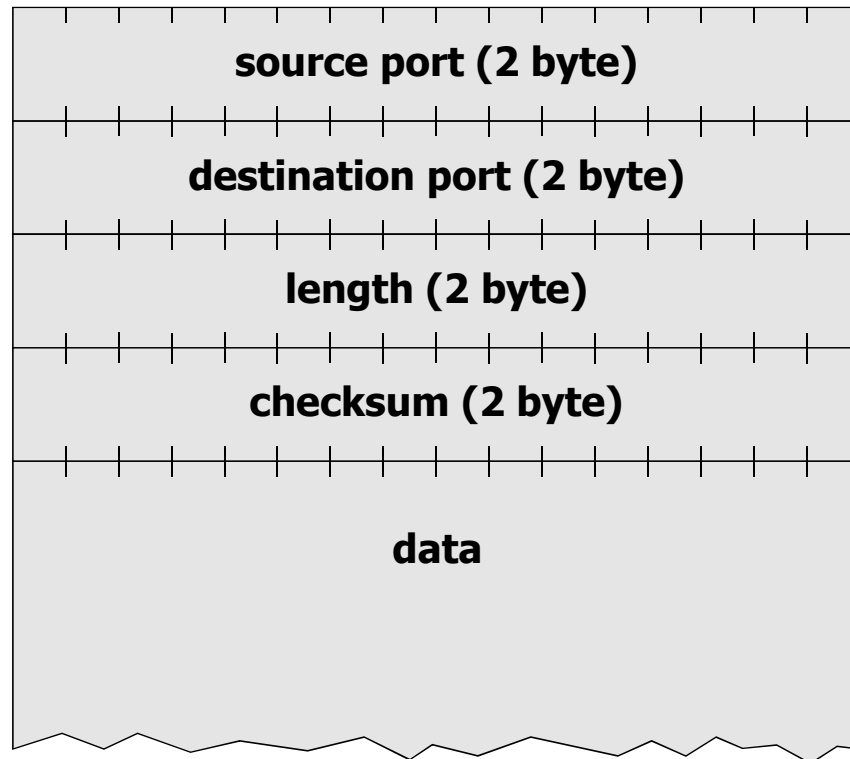 source port (2 byte)
destination port (2 byte)
length (2 byte)
checksum (2 byte)
data